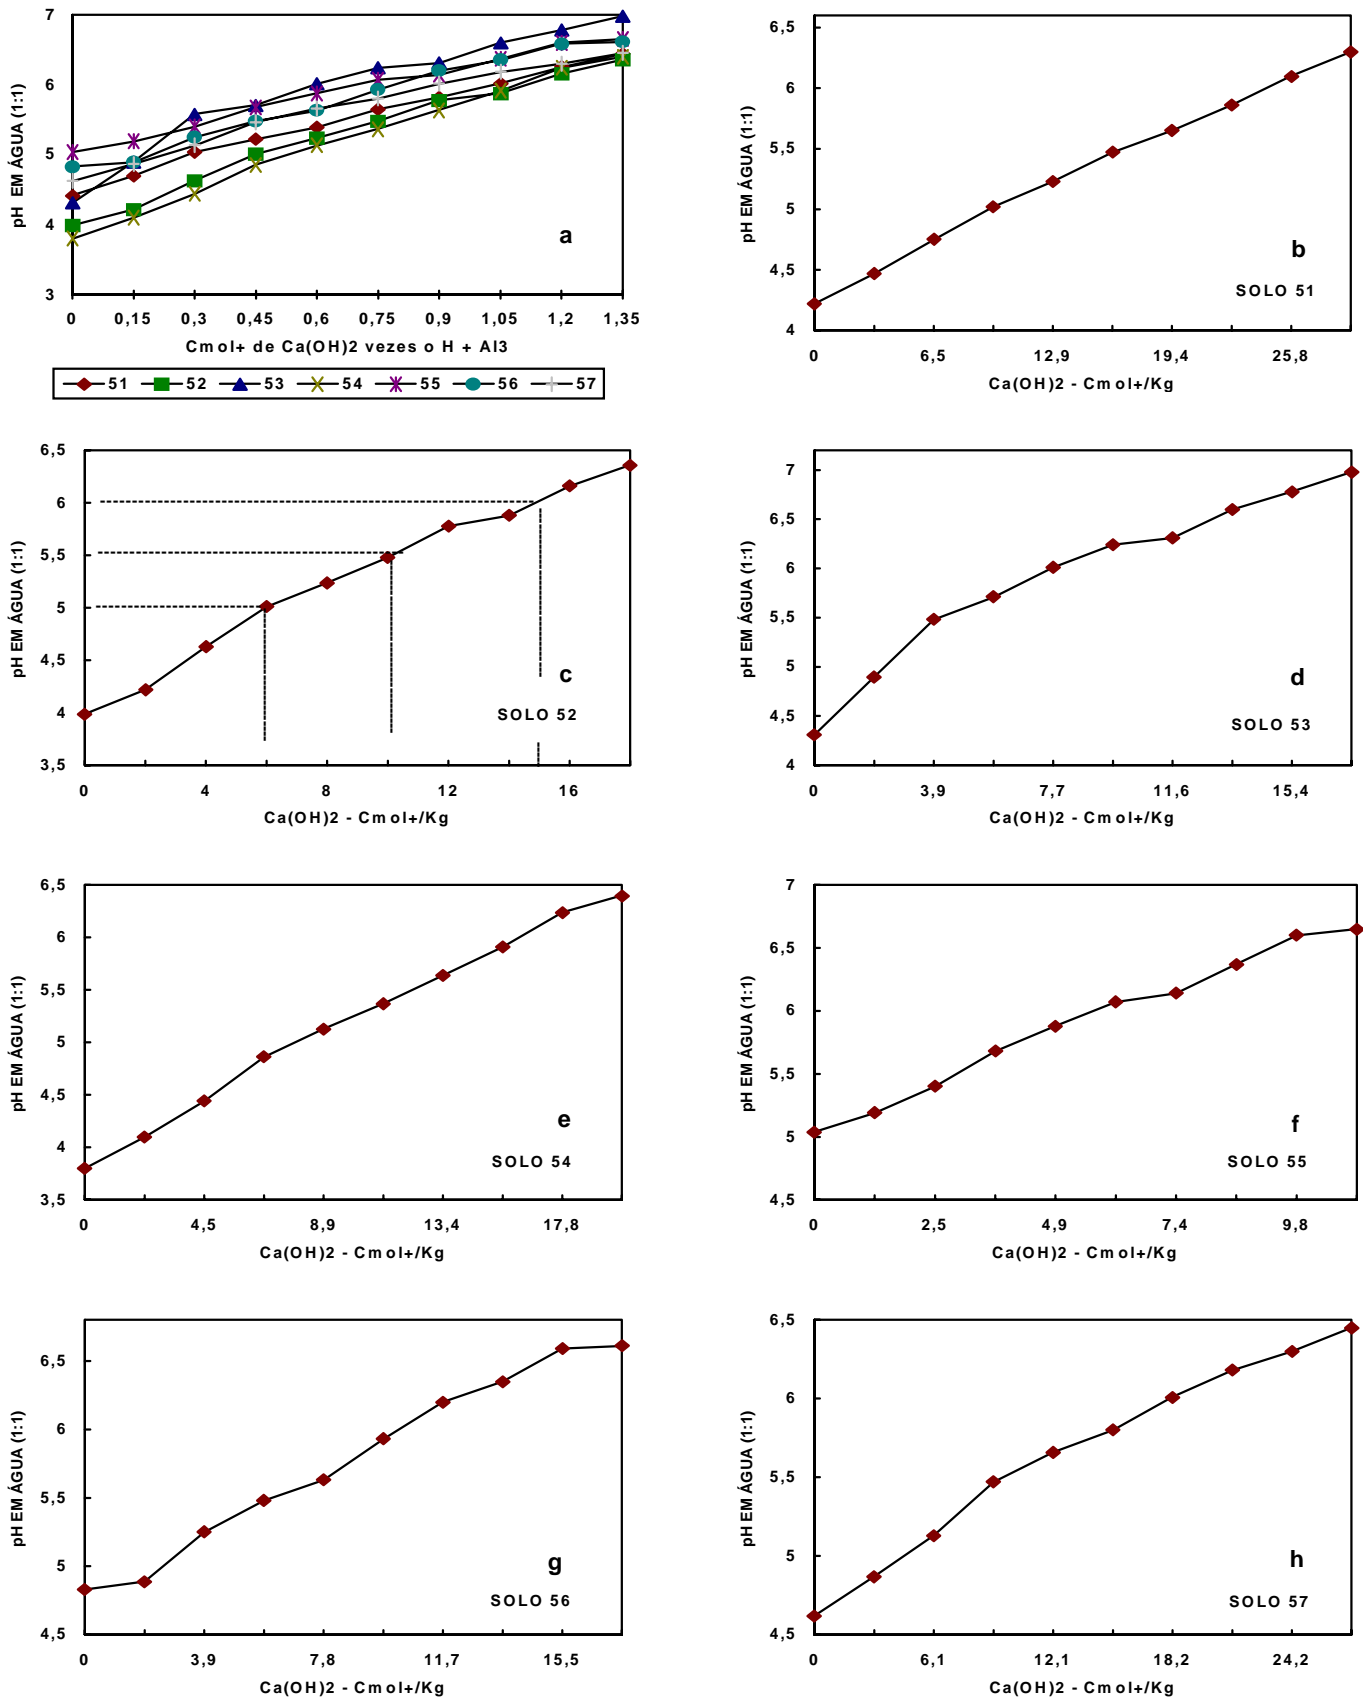 pH EM ÁGUA (1:1)
7
6
5
4
3
0 0,15 0,3 0,45 0,6 0,75 0,9 1,05 1,2 1,35
a
Cmol+ de Ca(OH)2 vezes o H + Al3
51 52 53 54 55 56 57
pH EM ÁGUA (1:1)
6,5
6
5,5
5
4,5
4
b
SOLO 51
0 6,5 12,9 19,4 25,8
Ca(OH)2 - Cmol+/Kg
pH EM ÁGUA (1:1)
6,5
6
5,5
5
4,5
4
3,5
c
SOLO 52
0 4 8 12 16
Ca(OH)2 - Cmol+/Kg
pH EM ÁGUA (1:1)
7
6,5
6
5,5
5
4,5
4
d
SOLO 53
0 3,9 7,7 11,6 15,4
Ca(OH)2 - Cmol+/Kg
pH EM ÁGUA (1:1)
6,5
6
5,5
5
4,5
4
3,5
e
SOLO 54
0 4,5 8,9 13,4 17,8
Ca(OH)2 - Cmol+/Kg
pH EM ÁGUA (1:1)
7
6,5
6
5,5
5
4,5
f
SOLO 55
0 2,5 4,9 7,4 9,8
Ca(OH)2 - Cmol+/Kg
pH EM ÁGUA (1:1)
6,5
6
5,5
5
4,5
g
SOLO 56
0 3,9 7,8 11,7 15,5
Ca(OH)2 - Cmol+/Kg
pH EM ÁGUA (1:1)
6,5
6
5,5
5
4,5
h
SOLO 57
0 6,1 12,1 18,2 24,2
Ca(OH)2 - Cmol+/Kg